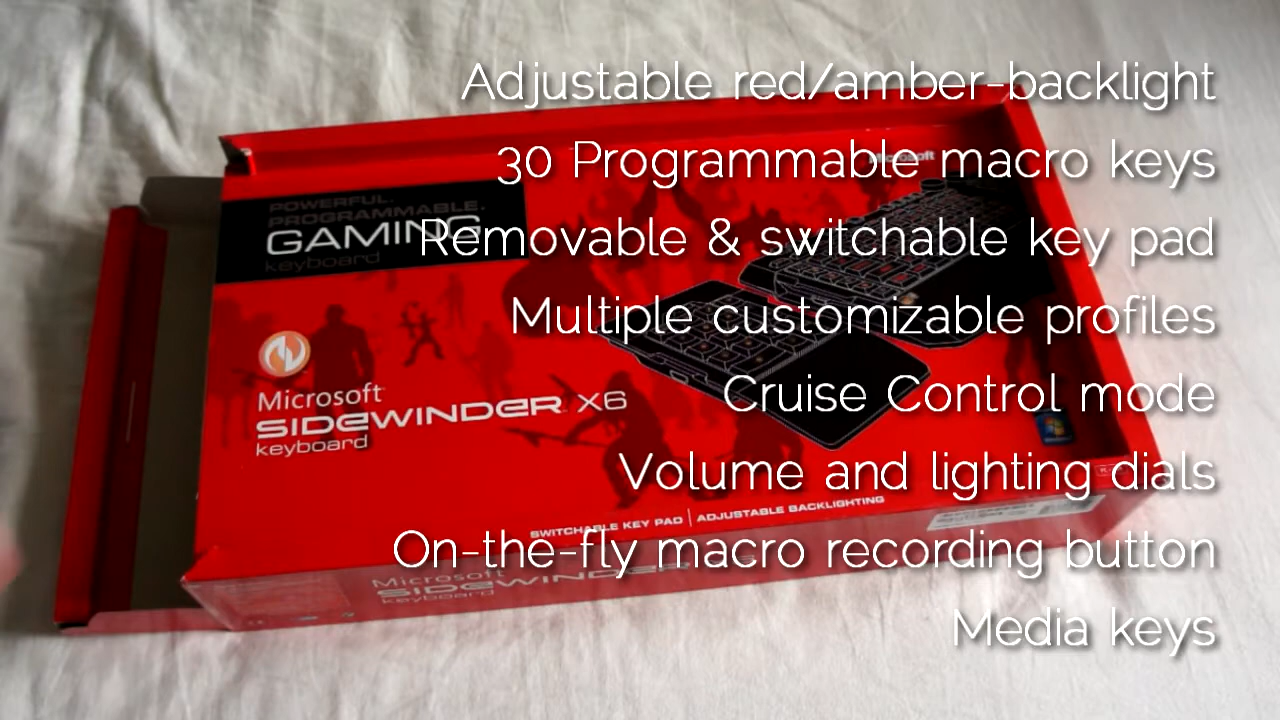 Adjustable red/amber-backlight
30 Programmable macro keys
Removable & switchable key pad
Multiple customizable profiles
Cruise Control mode
Volume and lighting dials
On-the-fly macro recording button
Media keys
Microsoft
POWERFUL.
PROGRAMMABLE.
GAMING
keyboard
Microsoft
SIDEWINDER X6
keyboard
SWITCHABLE KEY PAD | ADJUSTABLE BACKLIGHTING
Microsoft
SIDEWINDER X6
keyboard